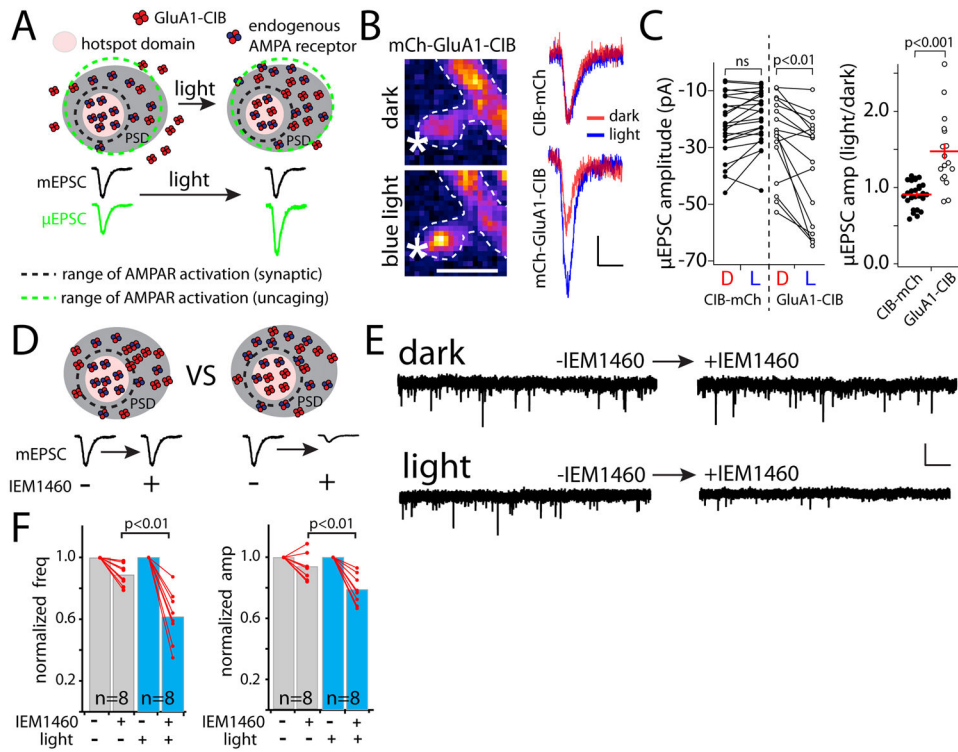 A
GluA1-CIB
hotspot domain
endogenous
AMPA receptor
light
PSD
PSD
mEPSC
light
µEPSC
range of AMPAR activation (synaptic)
range of AMPAR activation (uncaging)
B
mCh-GluA1-CIB
dark
blue light
*
*
CIB-mCh
mCh-GluA1-CIB
dark
light
C
µEPSC amplitude (pA)
-10
-30
-50
-70
ns
p<0.01
D L D L
CIB-mCh GluA1-CIB
µEPSC amp (light/dark)
p<0.001
2.0
1.0
0.0
CIB-mCh
GluA1-CIB
D
VS
PSD
PSD
mEPSC
IEM1460 - + - +
E
dark
-IEM1460 +IEM1460
light
-IEM1460 +IEM1460
F
normalized freq
p<0.01
1.0
0.6
0.2
n=8 n=8
IEM1460 - + - +
light - - + +
normalized amp
p<0.01
1.0
0.6
0.2
n=8 n=8
- + - +
- - + +